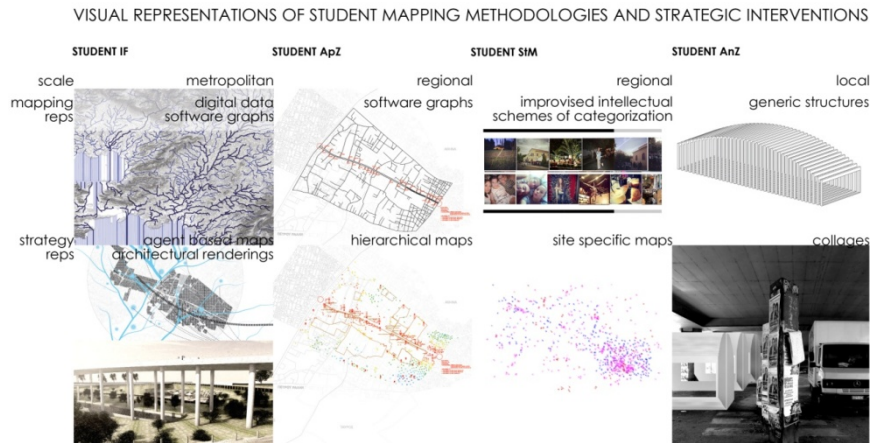 VISUAL REPRESENTATIONS OF STUDENT MAPPING METHODOLOGIES AND STRATEGIC INTERVENTIONS
STUDENT IF STUDENT ApZ STUDENT StM STUDENT AnZ
scale metropolitan regional regional local
mapping digital data software graphs improvised intellectual generic structures
reps software graphs schemes of categorization
strategy agent based maps hierarchical maps site specific maps collages
reps architectural renderings